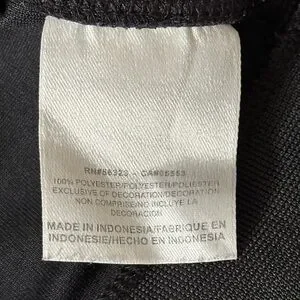 RN#56323 - CA#05553
100% POLYESTER/POLYESTER/POLIESTER
EXCLUSIVE OF DECORATION/DECORATION
NON COMPRISE/NO INCLUYE LA
DECORACIÓN
MADE IN INDONESIA/FABRIQUE EN
INDONESIE/HECHO EN INDONESIA